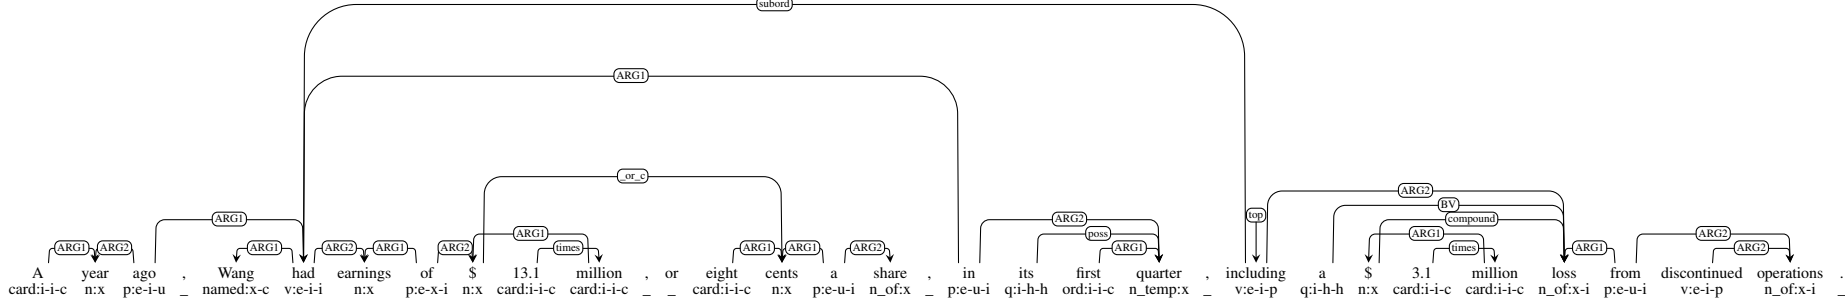 subord
ARG1
_or_c
ARG2
BV
top
ARG1 ARG2 compound
ARG1 poss ARG1
ARG1 ARG2 ARG1 ARG2 ARG1 ARG2 times ARG1 ARG1 ARG2 ARG1 times ARG1 ARG2 ARG2
A year ago , Wang had earnings of $ 13.1 million , or eight cents a share , in its first quarter , including a $ 3.1 million loss from discontinued operations .
card:i-i-c n:x p:e-i-u _ named:x-c v:e-i-i n:x p:e-x-i n:x card:i-i-c card:i-i-c _ _ card:i-i-c n:x p:e-u-i n_of:x _ p:e-u-i q:i-h-h ord:i-i-c n_temp:x _ v:e-i-p q:i-h-h n:x card:i-i-c card:i-i-c n_of:x-i p:e-u-i v:e-i-p n_of:x-i _